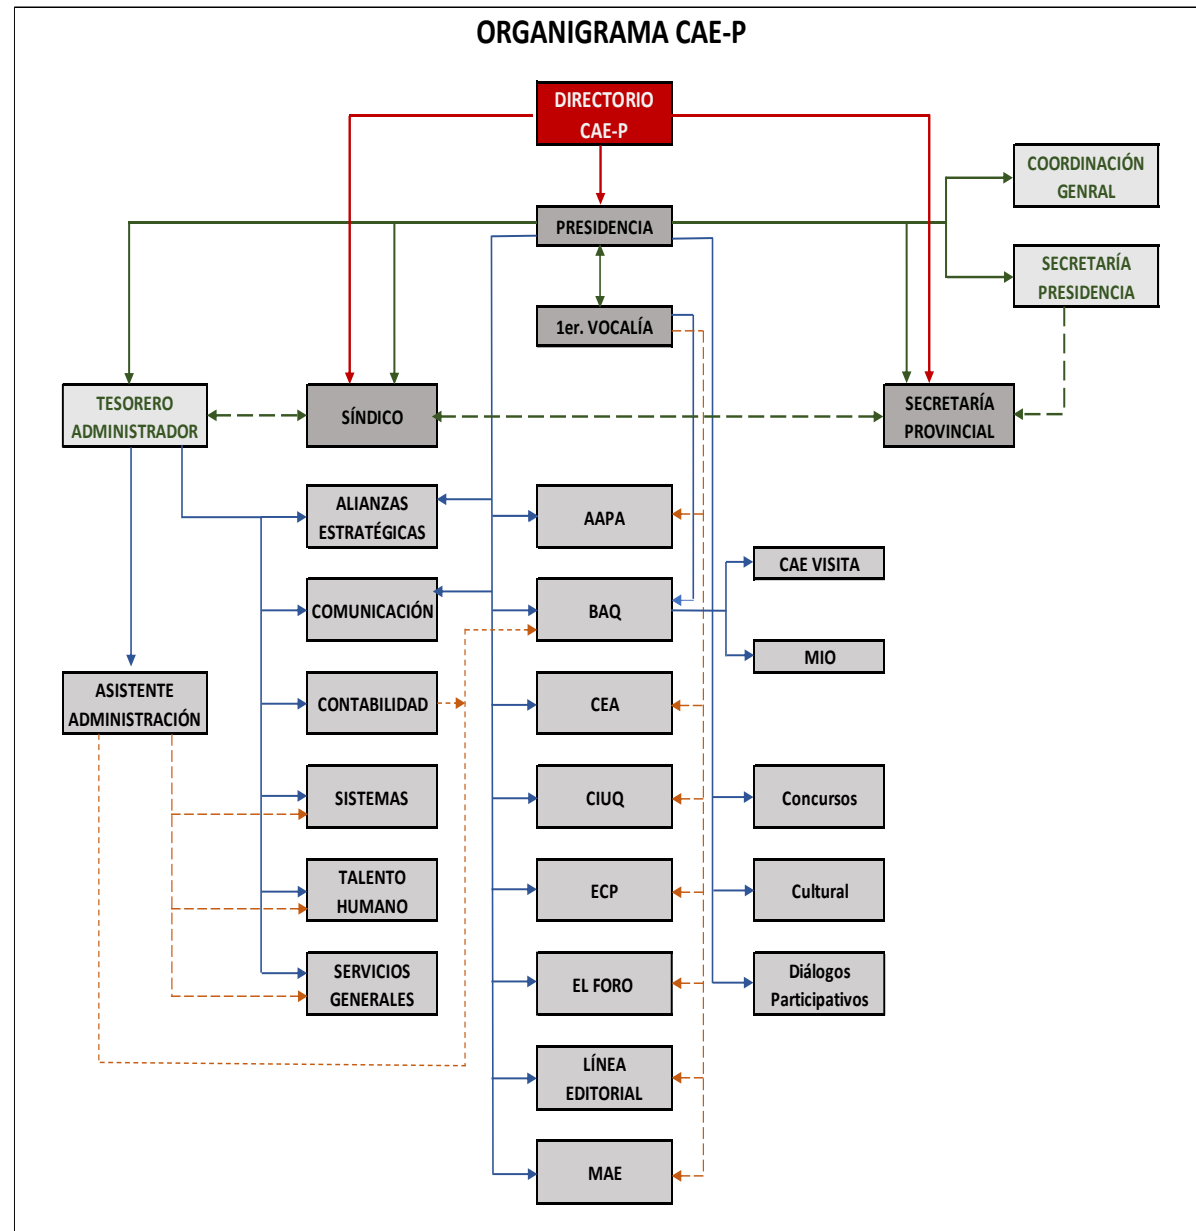 ORGANIGRAMA CAE-P
DIRECTORIO
CAE-P
COORDINACIÓN
GENRAL
PRESIDENCIA
SECRETARÍA
PRESIDENCIA
1er. VOCALÍA
TESORERO
ADMINISTRADOR
SÍNDICO
SECRETARÍA
PROVINCIAL
ALIANZAS
ESTRATÉGICAS
AAPA
CAE VISITA
COMUNICACIÓN
BAQ
MIO
ASISTENTE
ADMINISTRACIÓN
CONTABILIDAD
CEA
SISTEMAS
CIUQ
Concursos
TALENTO
HUMANO
ECP
Cultural
SERVICIOS
GENERALES
EL FORO
Diálogos
Participativos
LÍNEA
EDITORIAL
MAE